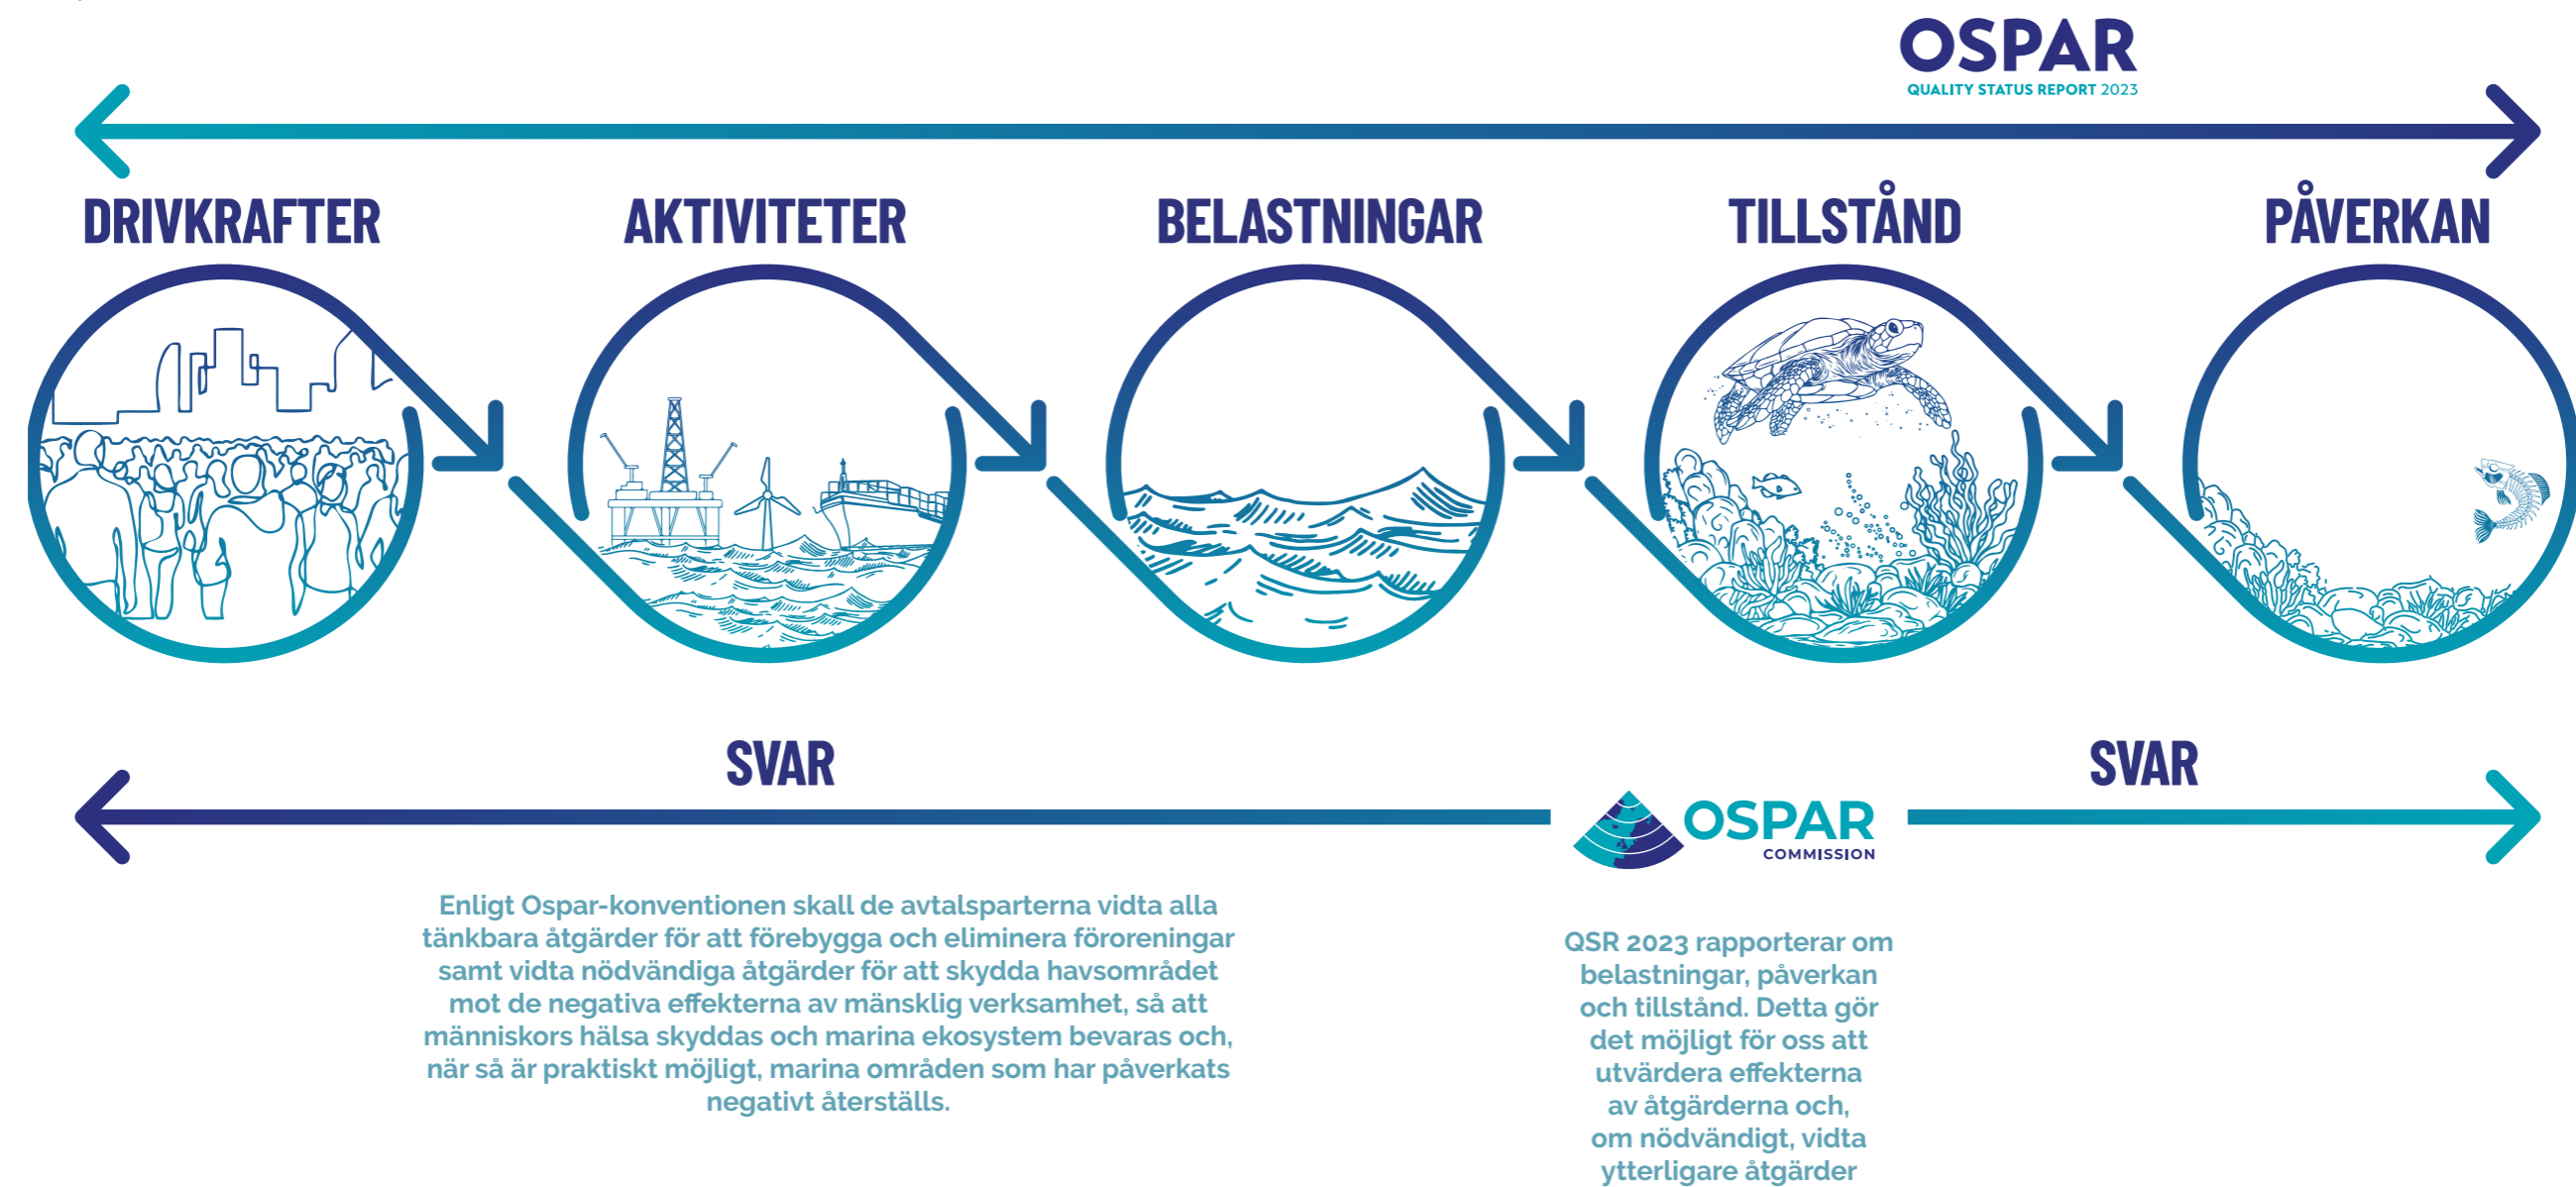 OSPAR
QUALITY STATUS REPORT 2023
DRIVKRAFTER
AKTIVITETER
BELASTNINGAR
TILLSTÅND
PÅVERKAN
SVAR
SVAR
OSPAR
COMMISSION
Enligt Ospar-konventionen skall de avtalsparterna vidta alla
tänkbara åtgärder för att förebygga och eliminera föroreningar
samt vidta nödvändiga åtgärder för att skydda havsområdet
mot de negativa effekterna av mänsklig verksamhet, så att
människors hälsa skyddas och marina ekosystem bevaras och,
när så är praktiskt möjligt, marina områden som har påverkats
negativt återställs.
QSR 2023 rapporterar om
belastningar, påverkan
och tillstånd. Detta gör
det möjligt för oss att
utvärdera effekterna
av åtgärderna och,
om nödvändigt, vidta
ytterligare åtgärder